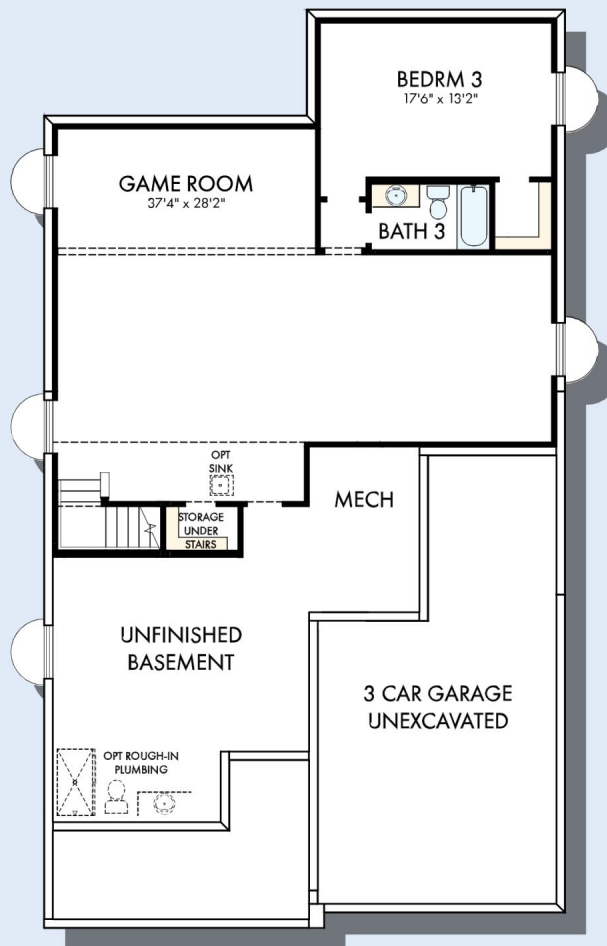 BEDRM 3
17'6" x 13'2"
GAME ROOM
37'4" x 28'2"
BATH 3
OPT
SINK
MECH
STORAGE
UNDER
STAIRS
UNFINISHED
BASEMENT
3 CAR GARAGE
UNEXCAVATED
OPT ROUGH-IN
PLUMBING